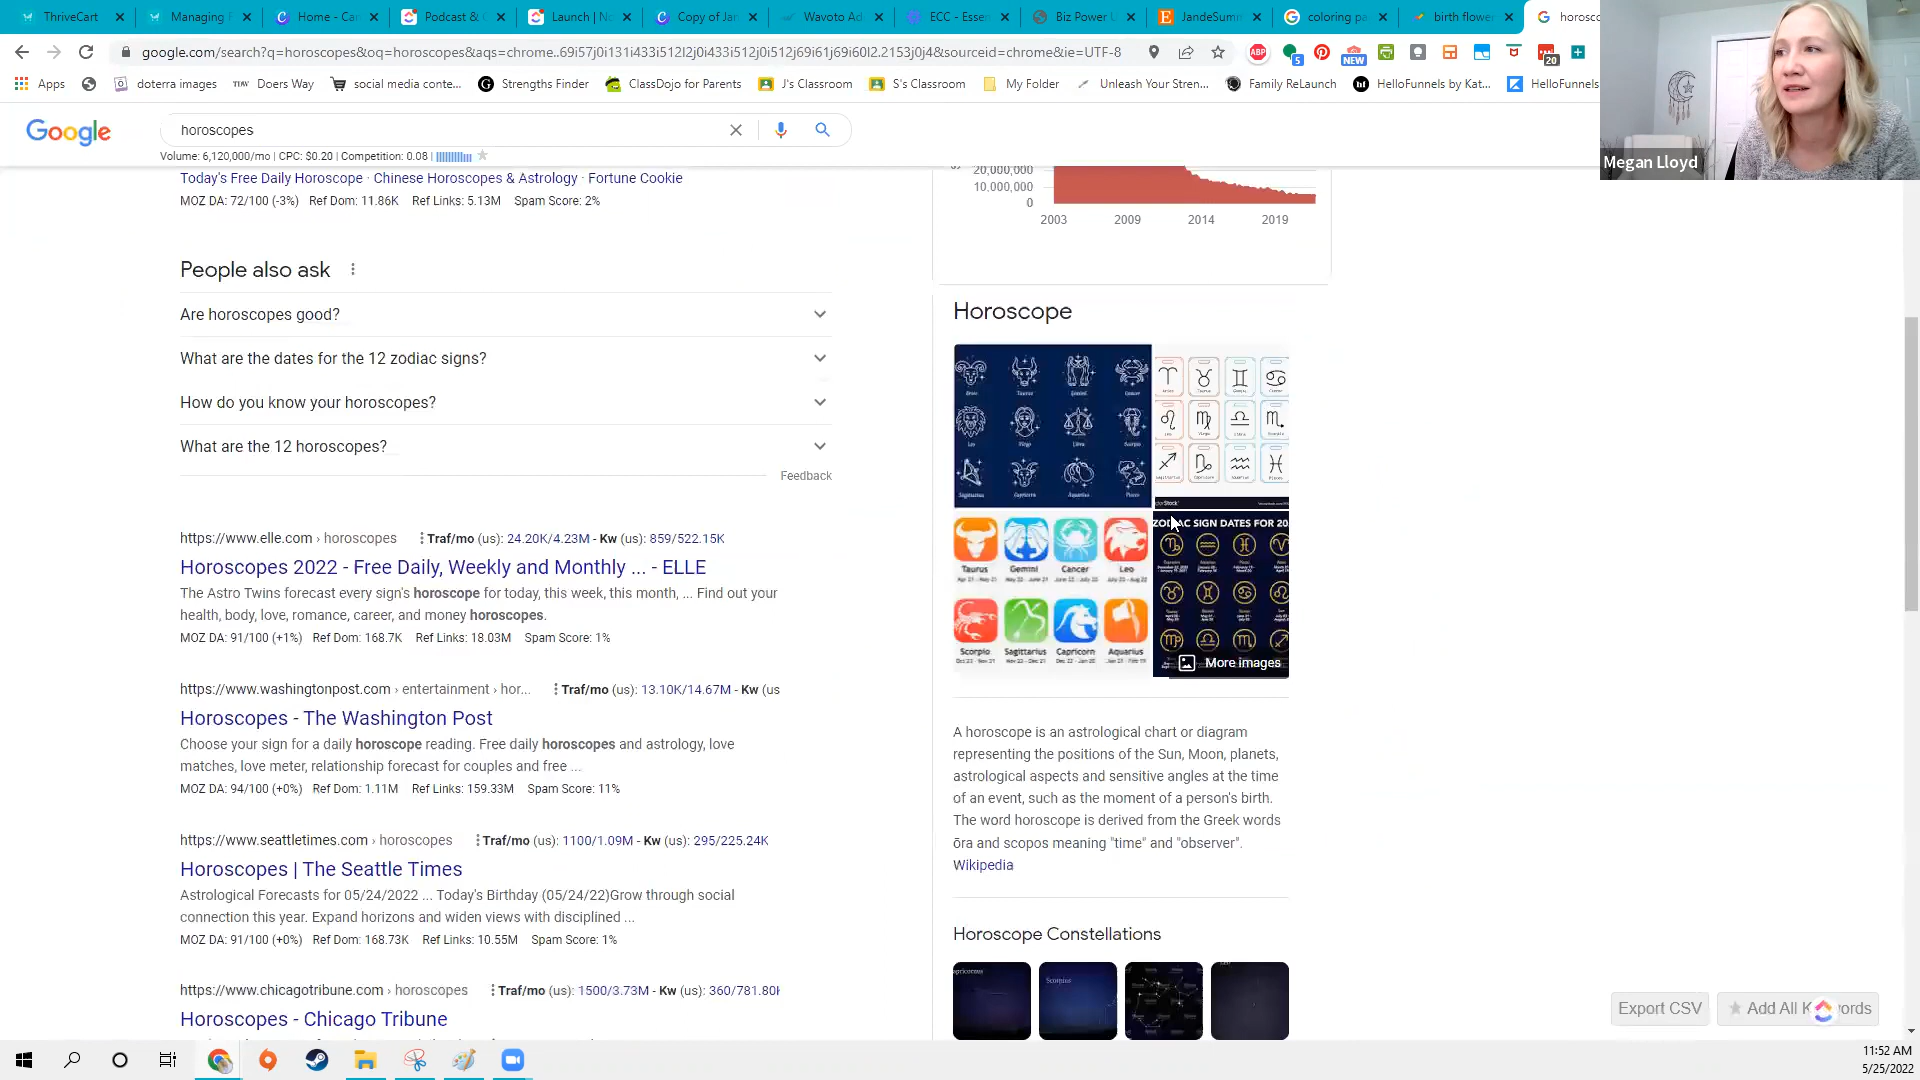 ThriveCart
Managing
Home - Ca
Podcast &
Launch | No
Copy of Jan
Wavoto Ad
ECC - Essen
Biz Power U
JandeSumm
coloring pa
birth flower
horosc
google.com/search?q=horoscopes&oq=horoscopes&aqs=chrome..69i57j0i131i433i512l2j0i433i512j0i512j69i61j69i60l2.2153j0j4&sourceid=chrome&ie=UTF-8
ABP
5
NEW
20
Apps
doterra images
Doers Way
social media conte...
Strengths Finder
ClassDojo for Parents
J's Classroom
S's Classroom
My Folder
Unleash Your Stren...
Family ReLaunch
HelloFunnels by Kat...
HelloFunnels
Megan Lloyd
Google
horoscopes
Volume: 6,120,000/mo | CPC: $0.20 | Competition: 0.08 |
Today's Free Daily Horoscope · Chinese Horoscopes & Astrology · Fortune Cookie
MOZ DA: 72/100 (-3%) Ref Dom: 11.86K Ref Links: 5.13M Spam Score: 2%
People also ask
Are horoscopes good?
What are the dates for the 12 zodiac signs?
How do you know your horoscopes?
What are the 12 horoscopes?
Feedback
https://www.elle.com › horoscopes
Traf/mo (us): 24.20K/4.23M - Kw (us): 859/522.15K
Horoscopes 2022 - Free Daily, Weekly and Monthly ... - ELLE
The Astro Twins forecast every sign's horoscope for today, this week, this month, ... Find out your
health, body, love, romance, career, and money horoscopes.
MOZ DA: 91/100 (+1%) Ref Dom: 168.7K Ref Links: 18.03M Spam Score: 1%
https://www.washingtonpost.com › entertainment › hor...
Traf/mo (us): 13.10K/14.67M - Kw (us
Horoscopes - The Washington Post
Choose your sign for a daily horoscope reading. Free daily horoscopes and astrology, love
matches, love meter, relationship forecast for couples and free ...
MOZ DA: 94/100 (+0%) Ref Dom: 1.11M Ref Links: 159.33M Spam Score: 11%
https://www.seattletimes.com › horoscopes
Traf/mo (us): 1100/1.09M - Kw (us): 295/225.24K
Horoscopes | The Seattle Times
Astrological Forecasts for 05/24/2022 ... Today's Birthday (05/24/22)Grow through social
connection this year. Expand horizons and widen views with disciplined ...
MOZ DA: 91/100 (+0%) Ref Dom: 168.73K Ref Links: 10.55M Spam Score: 1%
https://www.chicagotribune.com › horoscopes
Traf/mo (us): 1500/3.73M - Kw (us): 360/781.80
Horoscopes - Chicago Tribune
20,000,000
10,000,000
0
2003 2009 2014 2019
Horoscope
ZODIAC SIGN DATES FOR 20
Taurus Gemini Cancer Leo
Scorpio Sagittarius Capricorn Aquarius
More images
A horoscope is an astrological chart or diagram
representing the positions of the Sun, Moon, planets,
astrological aspects and sensitive angles at the time
of an event, such as the moment of a person's birth.
The word horoscope is derived from the Greek words
ōra and scopos meaning "time" and "observer".
Wikipedia
Horoscope Constellations
apricornus
Scorpius
Export CSV
Add All K
ords
11:52 AM
5/25/2022